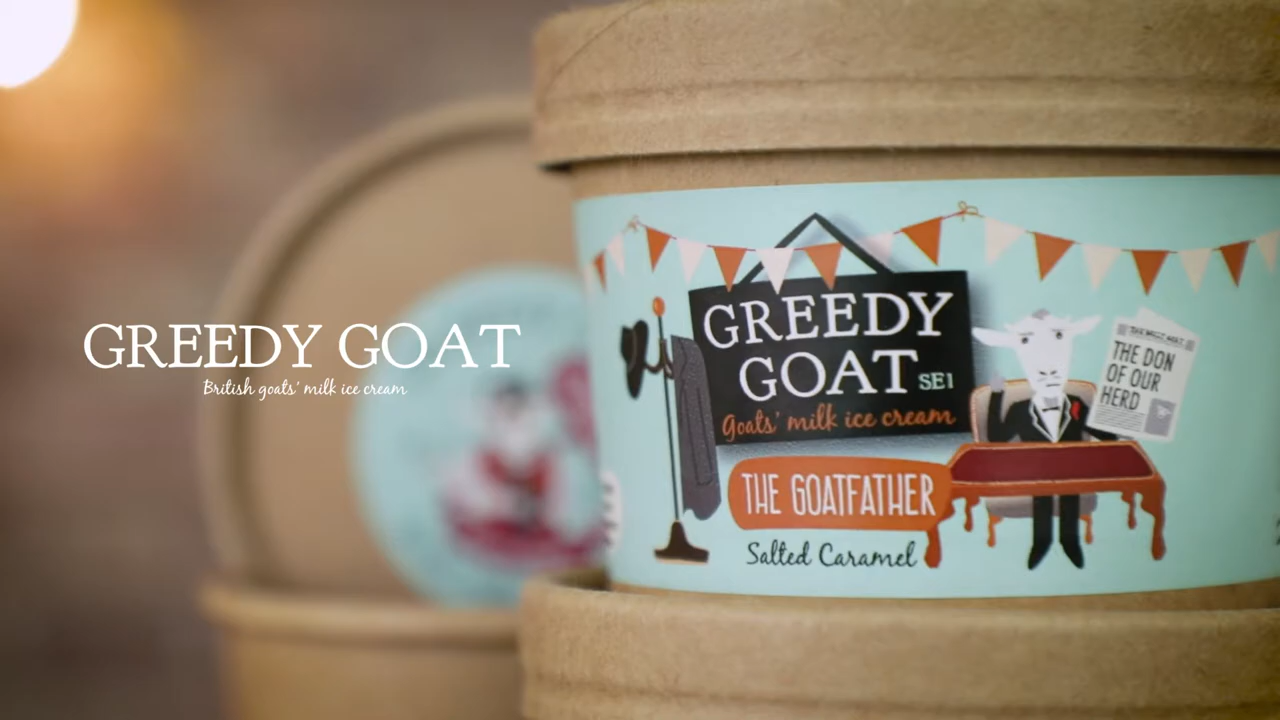 GREEDY GOAT
British goats' milk ice cream
GREEDY
GOAT SE1
Goats' milk ice cream
THE GOATFATHER
Salted Caramel
THE DON
OF OUR
HERD